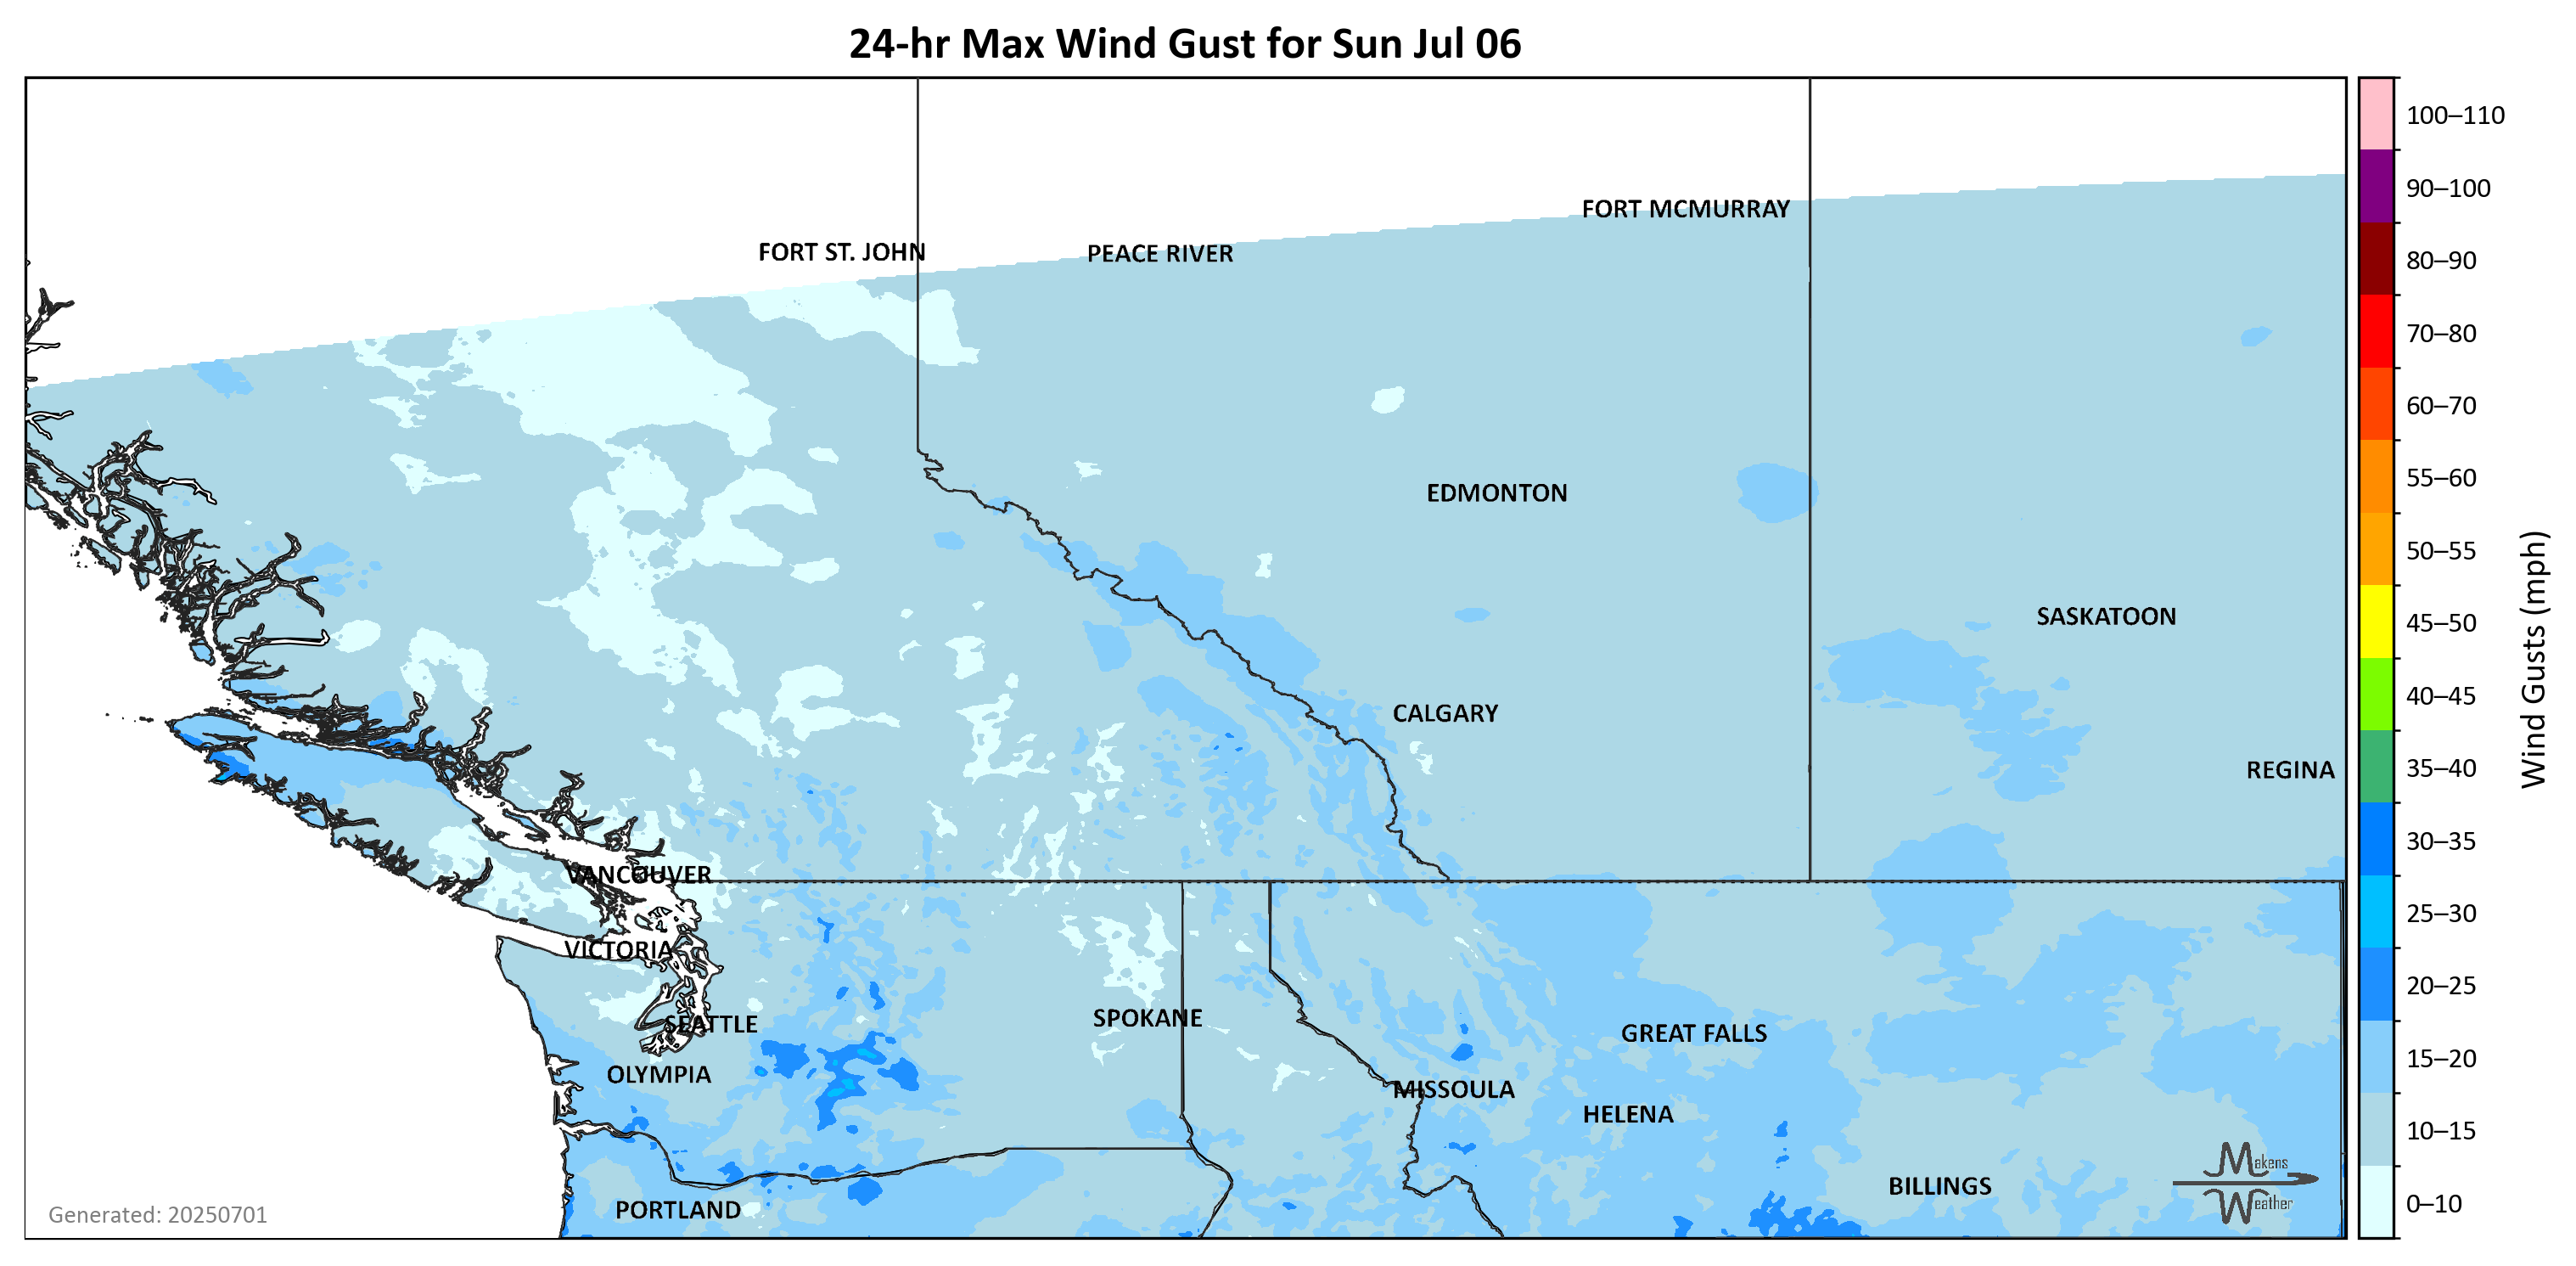 24-hr Max Wind Gust for Sun Jul 06
FORT MCMURRAY
FORT ST. JOHN
PEACE RIVER
EDMONTON
SASKATOON
CALGARY
REGINA
VANCOUVER
VICTORIA
SEATTLE
SPOKANE
GREAT FALLS
OLYMPIA
MISSOULA
HELENA
BILLINGS
PORTLAND
Makens
Weather
Generated: 20250701
100–110
90–100
80–90
70–80
60–70
55–60
50–55
45–50
40–45
35–40
30–35
25–30
20–25
15–20
10–15
0–10
Wind Gusts (mph)